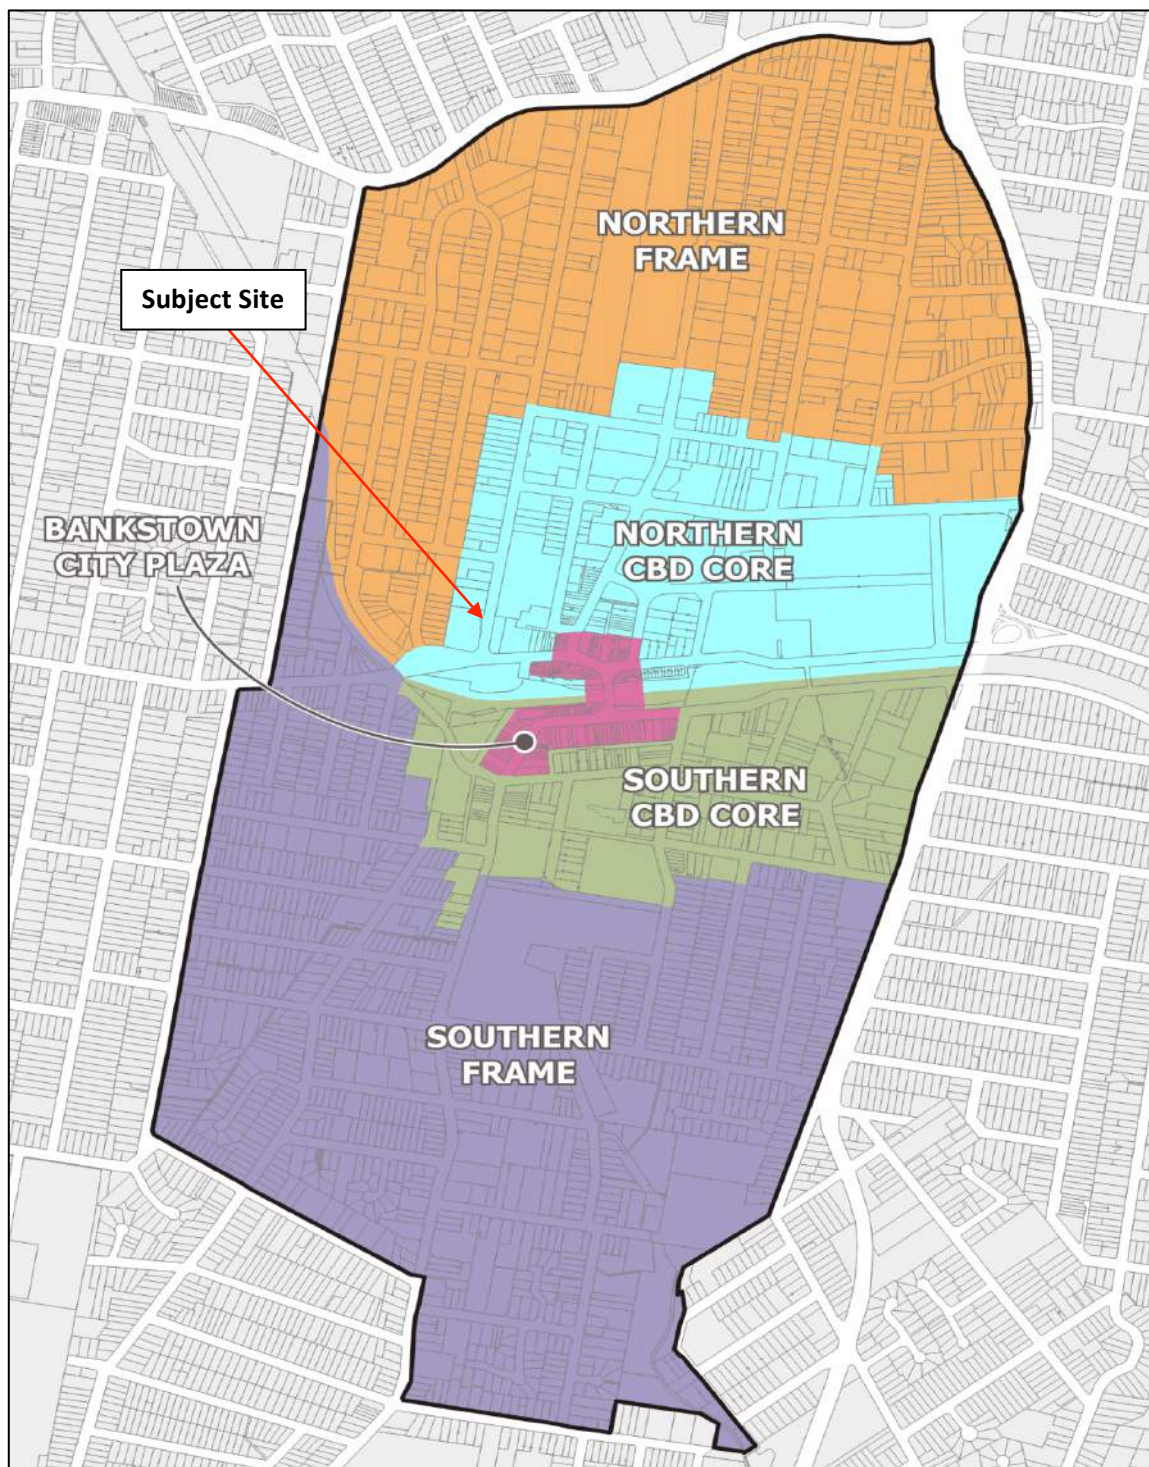 NORTHERN
FRAME
Subject Site
BANKSTOWN
CITY PLAZA
NORTHERN
CBD CORE
SOUTHERN
CBD CORE
SOUTHERN
FRAME